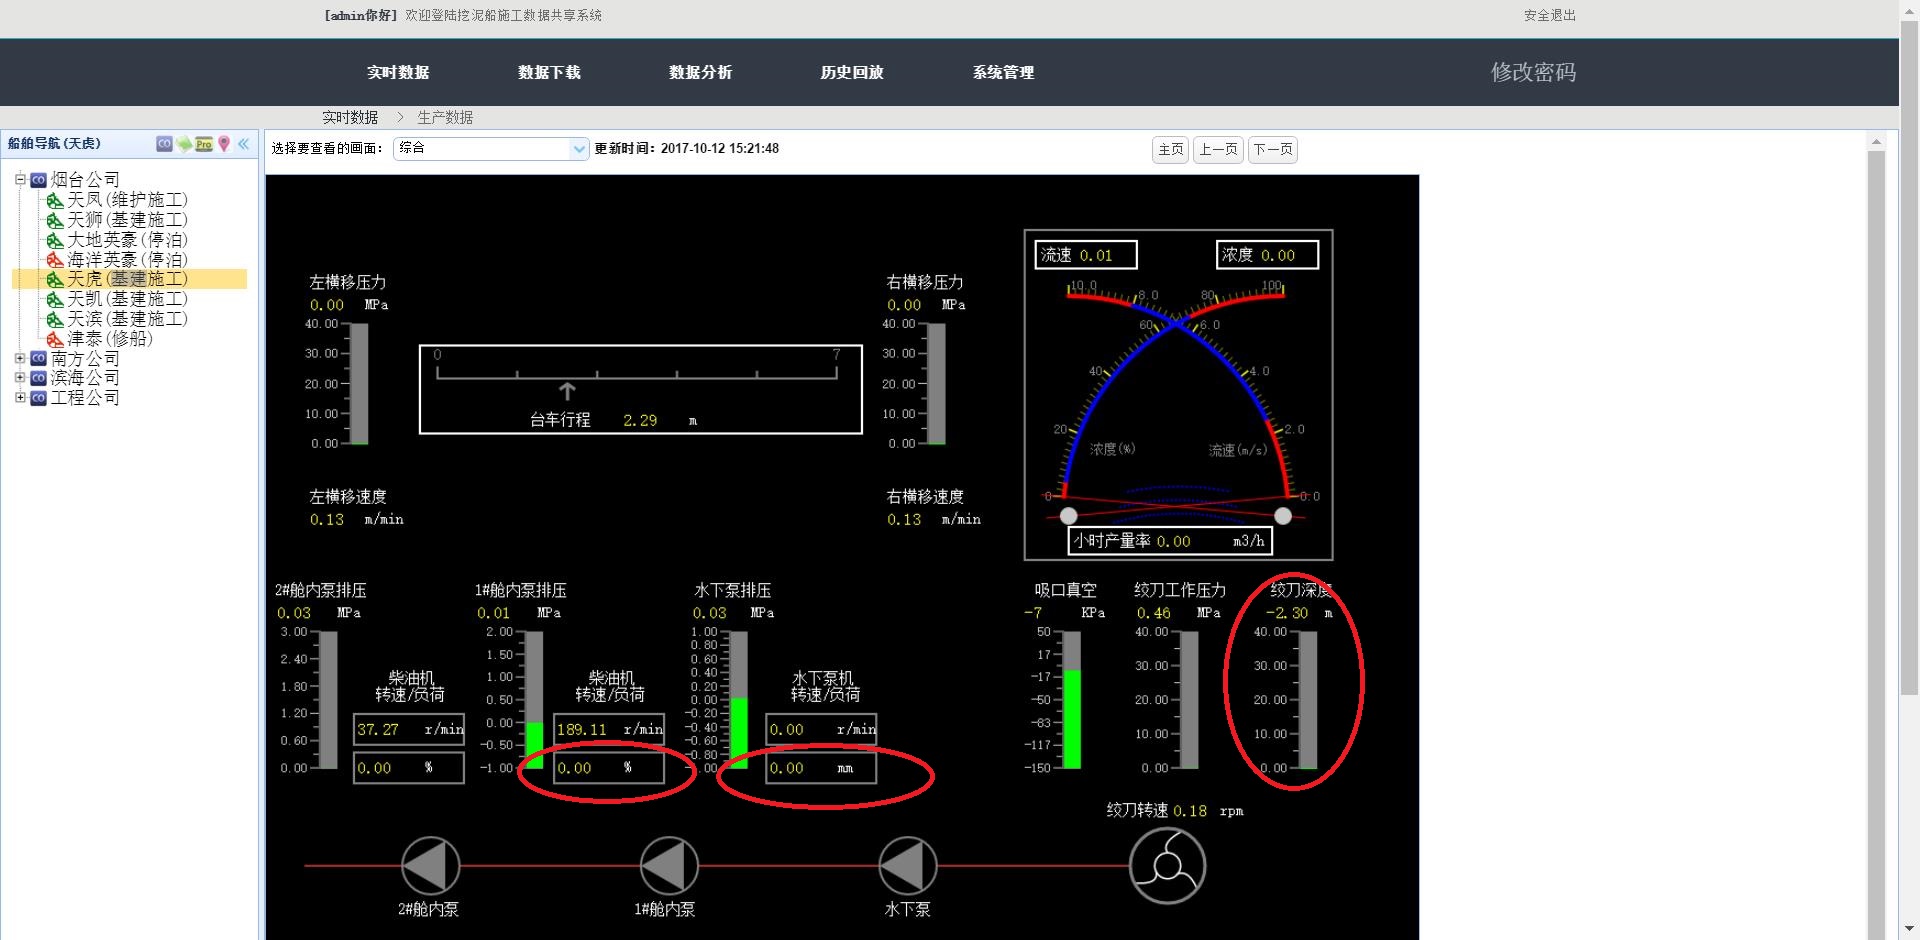 [admin你好] 欢迎登陆挖泥船施工数据共享系统 安全退出
实时数据 数据下载 数据分析 历史回放 系统管理 修改密码
实时数据 > 生产数据
船舶导航(天虎) CO Pro «
选择要查看的画面： 综合 更新时间：2017-10-12 15:21:48 主页 上一页 下一页
CO 烟台公司
天凤(维护施工)
天狮(基建施工)
大地英豪(停泊)
海洋英豪(停泊)
天虎(基建施工)
天凯(基建施工)
天滨(基建施工)
津泰(修船)
CO 南方公司
CO 滨海公司
CO 工程公司
左横移压力
0.00 MPa
40.00
30.00
20.00
10.00
0.00
0 7
台车行程 2.29 m
右横移压力
0.00 MPa
40.00
30.00
20.00
10.00
0.00
左横移速度
0.13 m/min
右横移速度
0.13 m/min
流速 0.01 浓度 0.00
10.0 8.0 80 100
60 6.0
40 4.0
20 2.0
浓度(%) 流速(m/s)
0 0.0
小时产量率 0.00 m3/h
2#舱内泵排压
0.03 MPa
3.00
2.40
1.80
1.20
0.60
0.00
柴油机
转速/负荷
37.27 r/min
0.00 %
1#舱内泵排压
0.01 MPa
2.00
1.50
1.00
0.50
0.00
-0.50
-1.00
柴油机
转速/负荷
189.11 r/min
0.00 %
水下泵排压
0.03 MPa
1.00
0.80
0.60
0.40
0.20
0.00
-0.20
-0.40
-0.60
-0.80
水下泵机
转速/负荷
0.00 r/min
0.00 mm
吸口真空
-7 KPa
50
17
-17
-50
-83
-117
-150
绞刀工作压力
0.46 MPa
40.00
30.00
20.00
10.00
0.00
绞刀深度
-2.30 m
40.00
30.00
20.00
10.00
0.00
绞刀转速 0.18 rpm
2#舱内泵 1#舱内泵 水下泵